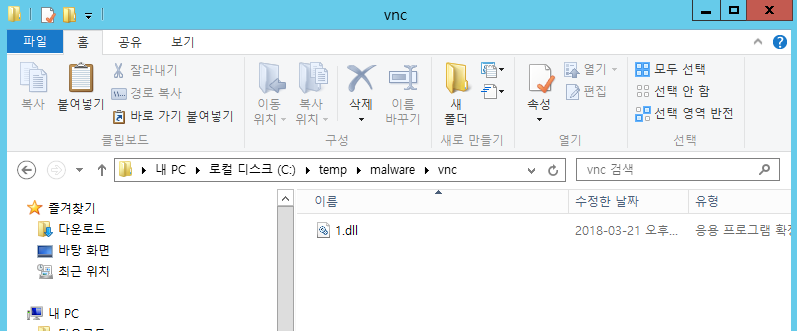 vnc
파일 홈 공유 보기
복사
붙여넣기
잘라내기
경로 복사
바로 가기 붙여넣기
클립보드
이동 위치
복사 위치
삭제
이름 바꾸기
구성
새 폴더
새로 만들기
속성
열기
편집
열기
모두 선택
선택 안 함
선택 영역 반전
선택
내 PC 로컬 디스크 (C:) temp malware vnc
vnc 검색
즐겨찾기
다운로드
바탕 화면
최근 위치
내 PC
다운로드
이름 수정한 날짜 유형
1.dll 2018-03-21 오후... 응용 프로그램 확장